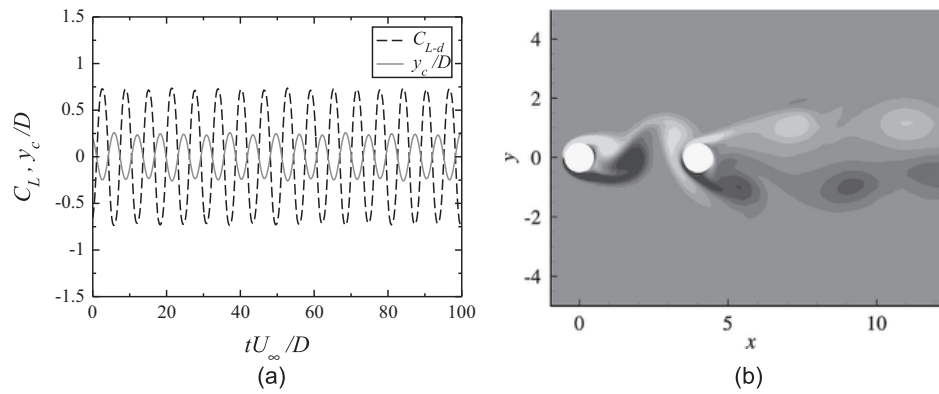 1.5
1
0.5
0
-0.5
-1
-1.5
0 20 40 60 80 100
C_L , y_c /D
tU_∞ /D
C_{L-d}
y_c /D
(a)
4
2
0
-2
-4
0 5 10
y
x
(b)